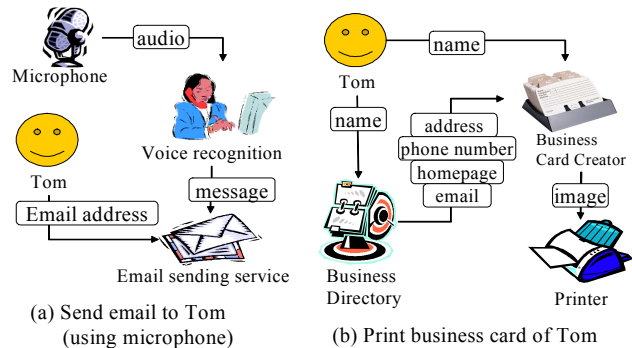 audio
Microphone
Voice recognition
Tom
message
Email address
Email sending service
(a) Send email to Tom
(using microphone)
name
Tom
name
address
phone number
homepage
email
Business
Card Creator
image
Business
Directory
Printer
(b) Print business card of Tom